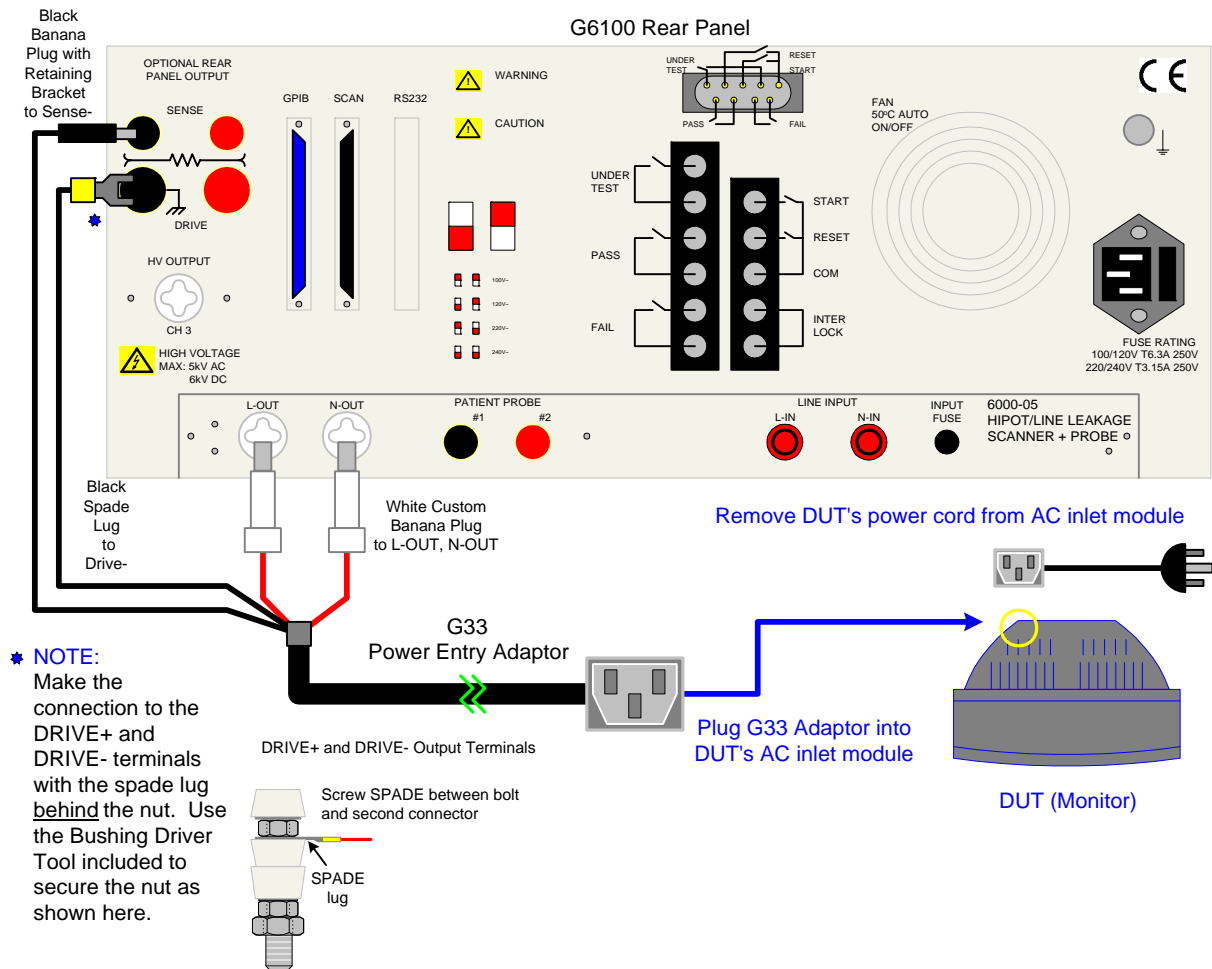 G6100 Rear Panel
Black
Banana
Plug with
Retaining
Bracket
to Sense-
OPTIONAL REAR
PANEL OUTPUT
SENSE
DRIVE
HV OUTPUT
CH 3
HIGH VOLTAGE
MAX: 5kV AC
6kV DC
GPIB
SCAN
RS232
WARNING
CAUTION
100V~
120V~
220V~
240V~
UNDER
TEST
RESET
START
PASS
FAIL
UNDER
TEST
PASS
FAIL
START
RESET
COM
INTER
LOCK
FAN
50ºC AUTO
ON/OFF
CE
FUSE RATING
100/120V T6.3A 250V
220/240V T3.15A 250V
L-OUT
N-OUT
PATIENT PROBE
#1
#2
LINE INPUT
L-IN
N-IN
INPUT
FUSE
6000-05
HIPOT/LINE LEAKAGE
SCANNER + PROBE
Black
Spade
Lug
to
Drive-
White Custom
Banana Plug
to L-OUT, N-OUT
Remove DUT's power cord from AC inlet module
G33
Power Entry Adaptor
Plug G33 Adaptor into
DUT's AC inlet module
DUT (Monitor)
NOTE:
Make the
connection to the
DRIVE+ and
DRIVE- terminals
with the spade lug
behind the nut. Use
the Bushing Driver
Tool included to
secure the nut as
shown here.
DRIVE+ and DRIVE- Output Terminals
Screw SPADE between bolt
and second connector
SPADE
lug